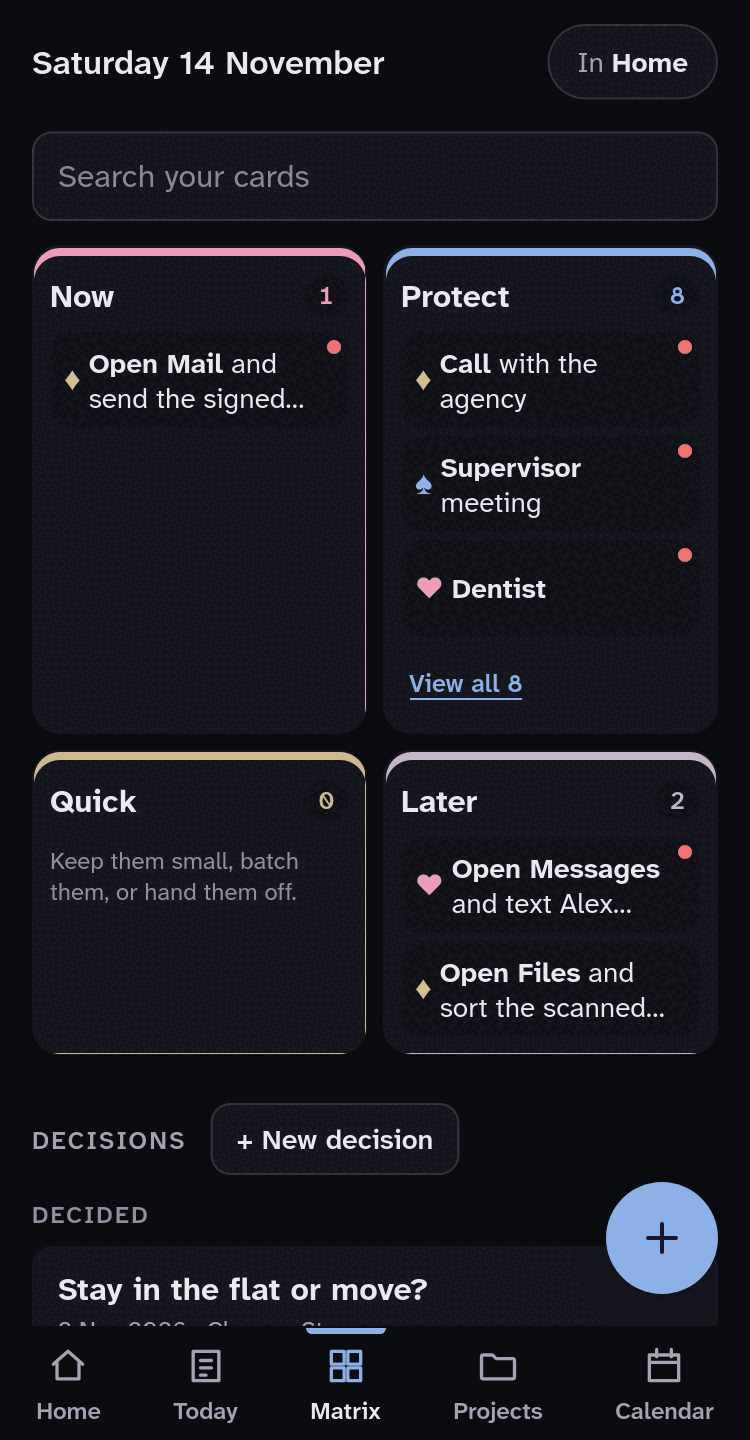 Saturday 14 November
In Home
Search your cards
Now 1
Open Mail and
send the signed...
Protect 8
Call with the
agency
Supervisor
meeting
Dentist
View all 8
Quick 0
Keep them small, batch
them, or hand them off.
Later 2
Open Messages
and text Alex...
Open Files and
sort the scanned...
DECISIONS
+ New decision
DECIDED
Stay in the flat or move?
Home
Today
Matrix
Projects
Calendar